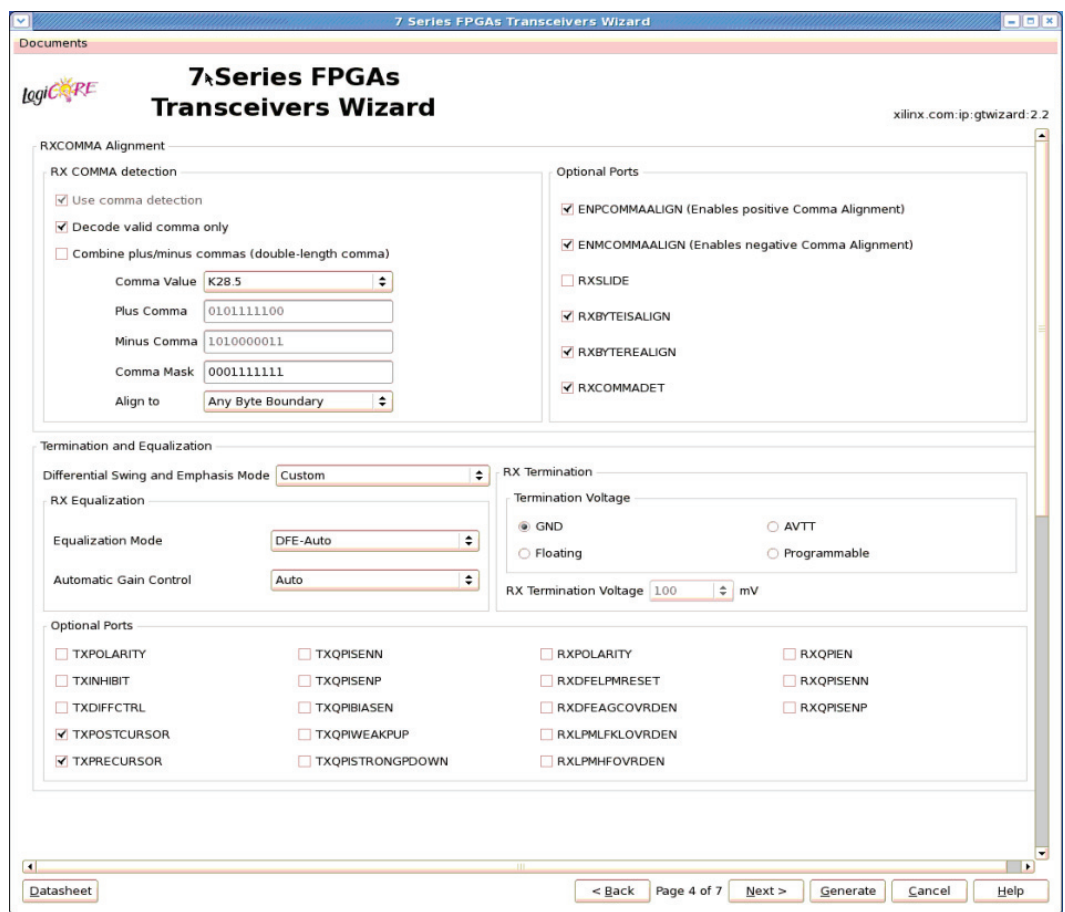 7 Series FPGAs Transceivers Wizard
Documents
logiCORE
7 Series FPGAs
Transceivers Wizard
xilinx.com:ip:gtwizard:2.2
RXCOMMA Alignment
RX COMMA detection
Use comma detection
Decode valid comma only
Combine plus/minus commas (double-length comma)
Comma Value K28.5
Plus Comma 0101111100
Minus Comma 1010000011
Comma Mask 0001111111
Align to Any Byte Boundary
Optional Ports
ENPCOMMAALIGN (Enables positive Comma Alignment)
ENMCOMMAALIGN (Enables negative Comma Alignment)
RXSLIDE
RXBYTEISALIGN
RXBYTEREALIGN
RXCOMMADET
Termination and Equalization
Differential Swing and Emphasis Mode Custom
RX Equalization
Equalization Mode DFE-Auto
Automatic Gain Control Auto
RX Termination
Termination Voltage
GND AVTT
Floating Programmable
RX Termination Voltage 100 mV
Optional Ports
TXPOLARITY TXQPISENN RXPOLARITY RXQPIEN
TXINHIBIT TXQPISENP RXDFELPMRESET RXQPISENN
TXDIFFCTRL TXQPIBIASEN RXDFEAGCOVRDEN RXQPISENP
TXPOSTCURSOR TXQPIWEAKPUP RXLPMLFKLOVRDEN
TXPRECURSOR TXQPISTRONGPDOWN RXLPMHFOVRDEN
Datasheet < Back Page 4 of 7 Next > Generate Cancel Help